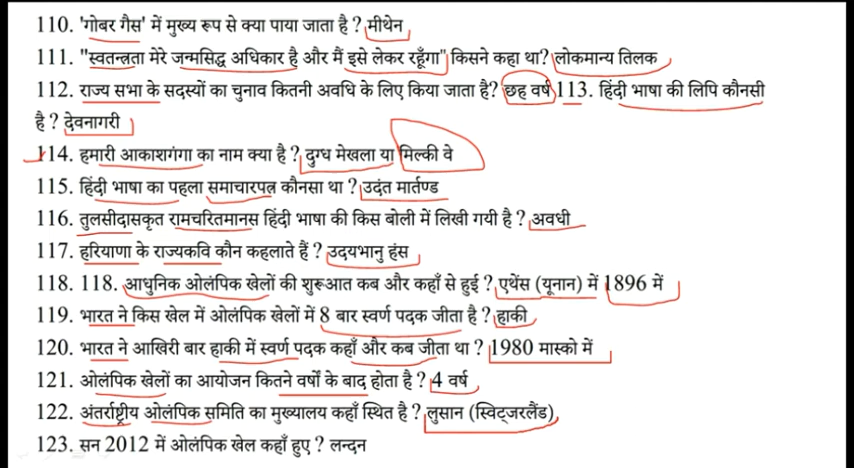 110. 'गोबर गैस' में मुख्य रूप से क्या पाया जाता है ? मीथेन
111. "स्वतन्त्रता मेरे जन्मसिद्ध अधिकार है और मैं इसे लेकर रहूँगा" किसने कहा था? लोकमान्य तिलक
112. राज्य सभा के सदस्यों का चुनाव कितनी अवधि के लिए किया जाता है? छह वर्ष 113. हिंदी भाषा की लिपि कौनसी
है ? देवनागरी
114. हमारी आकाशगंगा का नाम क्या है ? दुग्ध मेखला या मिल्की वे
115. हिंदी भाषा का पहला समाचारपत्र कौनसा था ? उदंत मार्तण्ड
116. तुलसीदासकृत रामचरितमानस हिंदी भाषा की किस बोली में लिखी गयी है ? अवधी
117. हरियाणा के राज्यकवि कौन कहलाते हैं ? उदयभानु हंस
118. 118. आधुनिक ओलंपिक खेलों की शुरूआत कब और कहाँ से हुई ? एथेंस (यूनान) में 1896 में
119. भारत ने किस खेल में ओलंपिक खेलों में 8 बार स्वर्ण पदक जीता है ? हाकी
120. भारत ने आखिरी बार हाकी में स्वर्ण पदक कहाँ और कब जीता था ? 1980 मास्को में
121. ओलंपिक खेलों का आयोजन कितने वर्षों के बाद होता है ? 4 वर्ष
122. अंतर्राष्ट्रीय ओलंपिक समिति का मुख्यालय कहाँ स्थित है ? लुसान (स्विट्जरलैंड)
123. सन 2012 में ओलंपिक खेल कहाँ हुए ? लन्दन